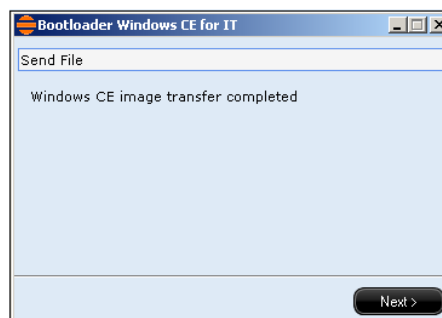 Bootloader Windows CE for IT
Send File
Windows CE image transfer completed
Next >